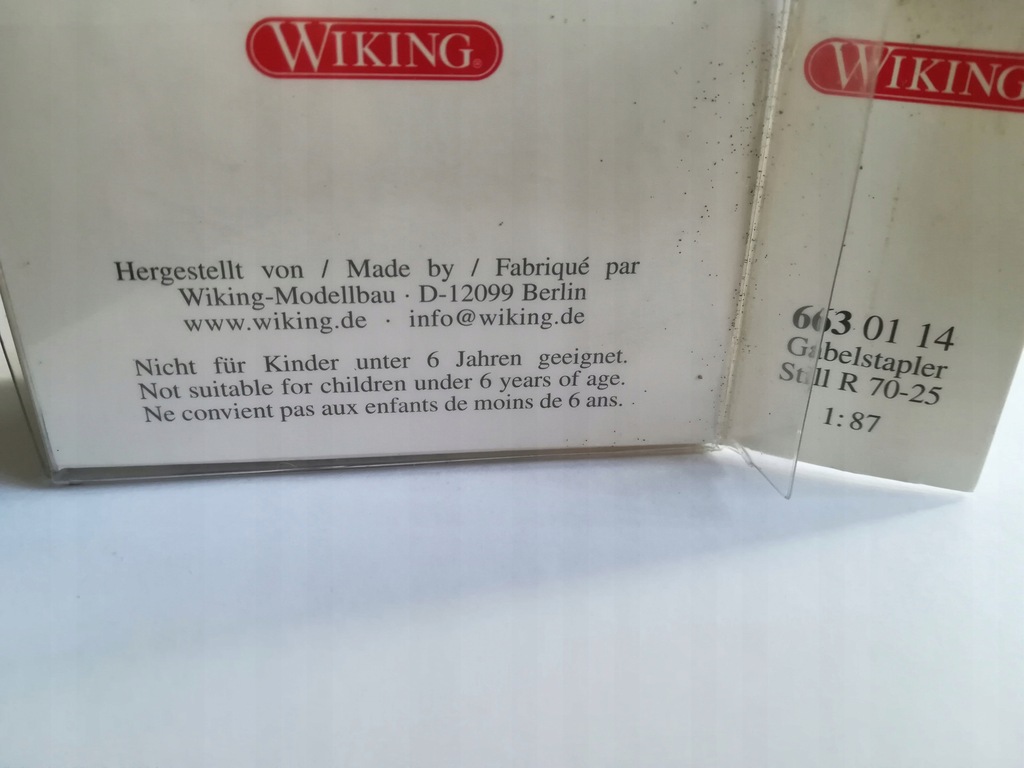 WIKING®
Hergestellt von / Made by / Fabriqué par
Wiking-Modellbau · D-12099 Berlin
www.wiking.de · info@wiking.de
Nicht für Kinder unter 6 Jahren geeignet.
Not suitable for children under 6 years of age.
Ne convient pas aux enfants de moins de 6 ans.
WIKING
663 01 14
Gabelstapler
Still R 70-25
1:87